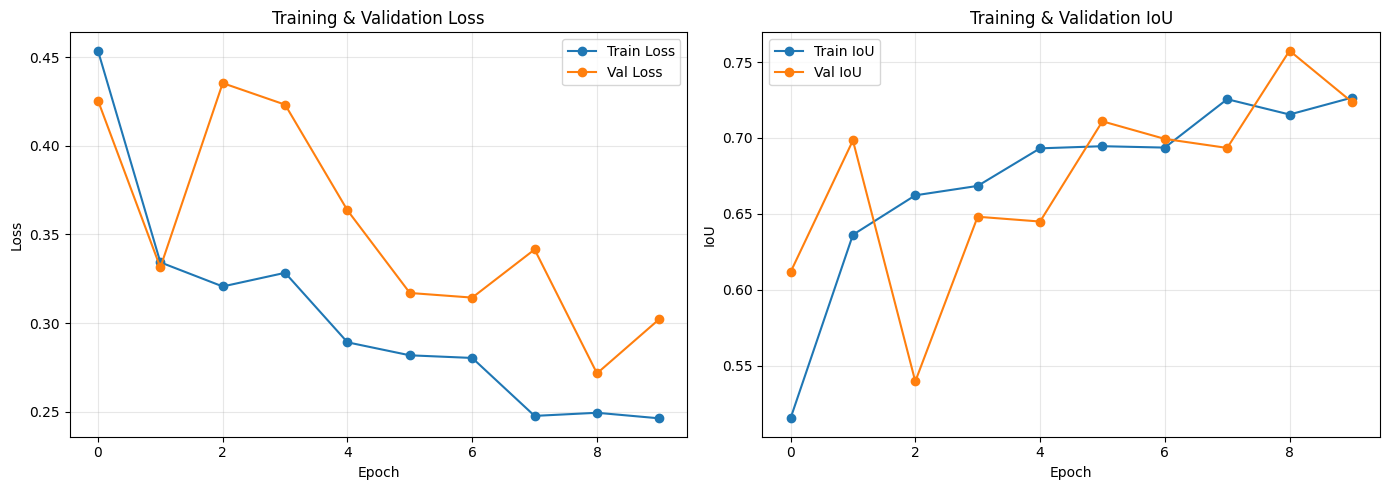 Training & Validation Loss
Train Loss
Val Loss
0.45
0.40
0.35
0.30
0.25
Loss
0 2 4 6 8
Epoch
Training & Validation IoU
Train IoU
Val IoU
0.75
0.70
0.65
0.60
0.55
IoU
0 2 4 6 8
Epoch